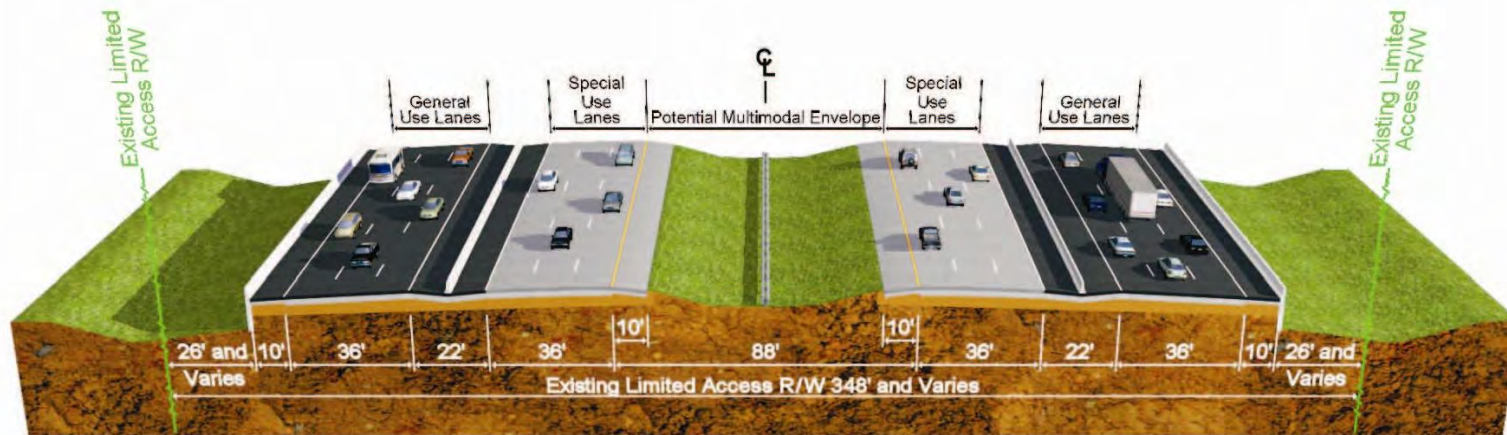 Existing Limited
Access R/W
General
Use Lanes
Special
Use
Lanes
℄
Potential Multimodal Envelope
Special
Use
Lanes
General
Use Lanes
Existing Limited
Access R/W
26' and
Varies
10'
36'
22'
36'
10'
88'
10'
36'
22'
36'
10'
26' and
Varies
Existing Limited Access R/W 348' and Varies